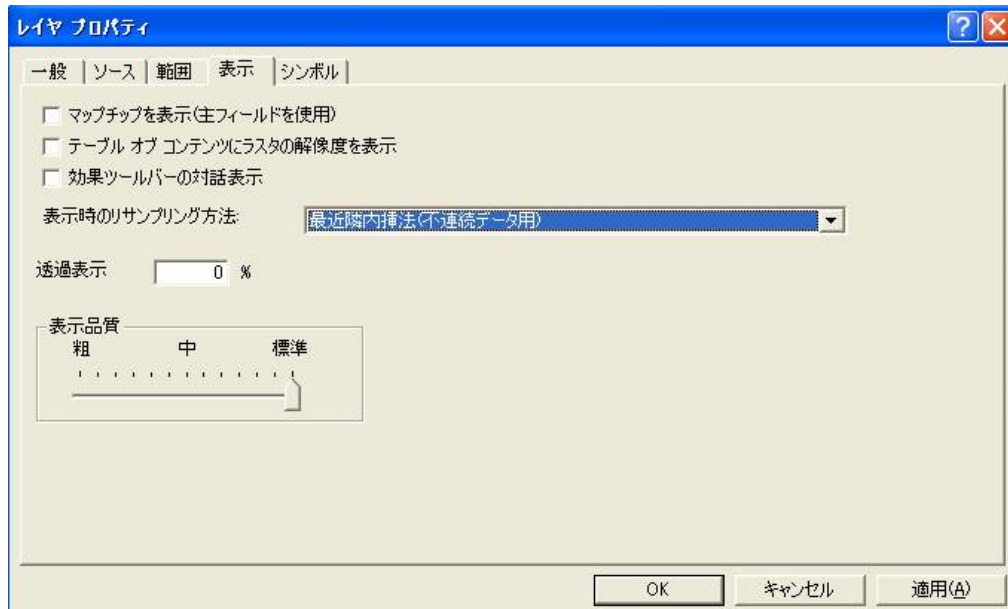 レイヤ プロパティ
一般 ソース 範囲 表示 シンボル
マップチップを表示(主フィールドを使用)
テーブル オブ コンテンツにラスタの解像度を表示
効果ツールバーの対話表示
表示時のリサンプリング方法: 最近隣内挿法(不連続データ用)
透過表示 0 %
表示品質
粗 中 標準
OK キャンセル 適用(A)